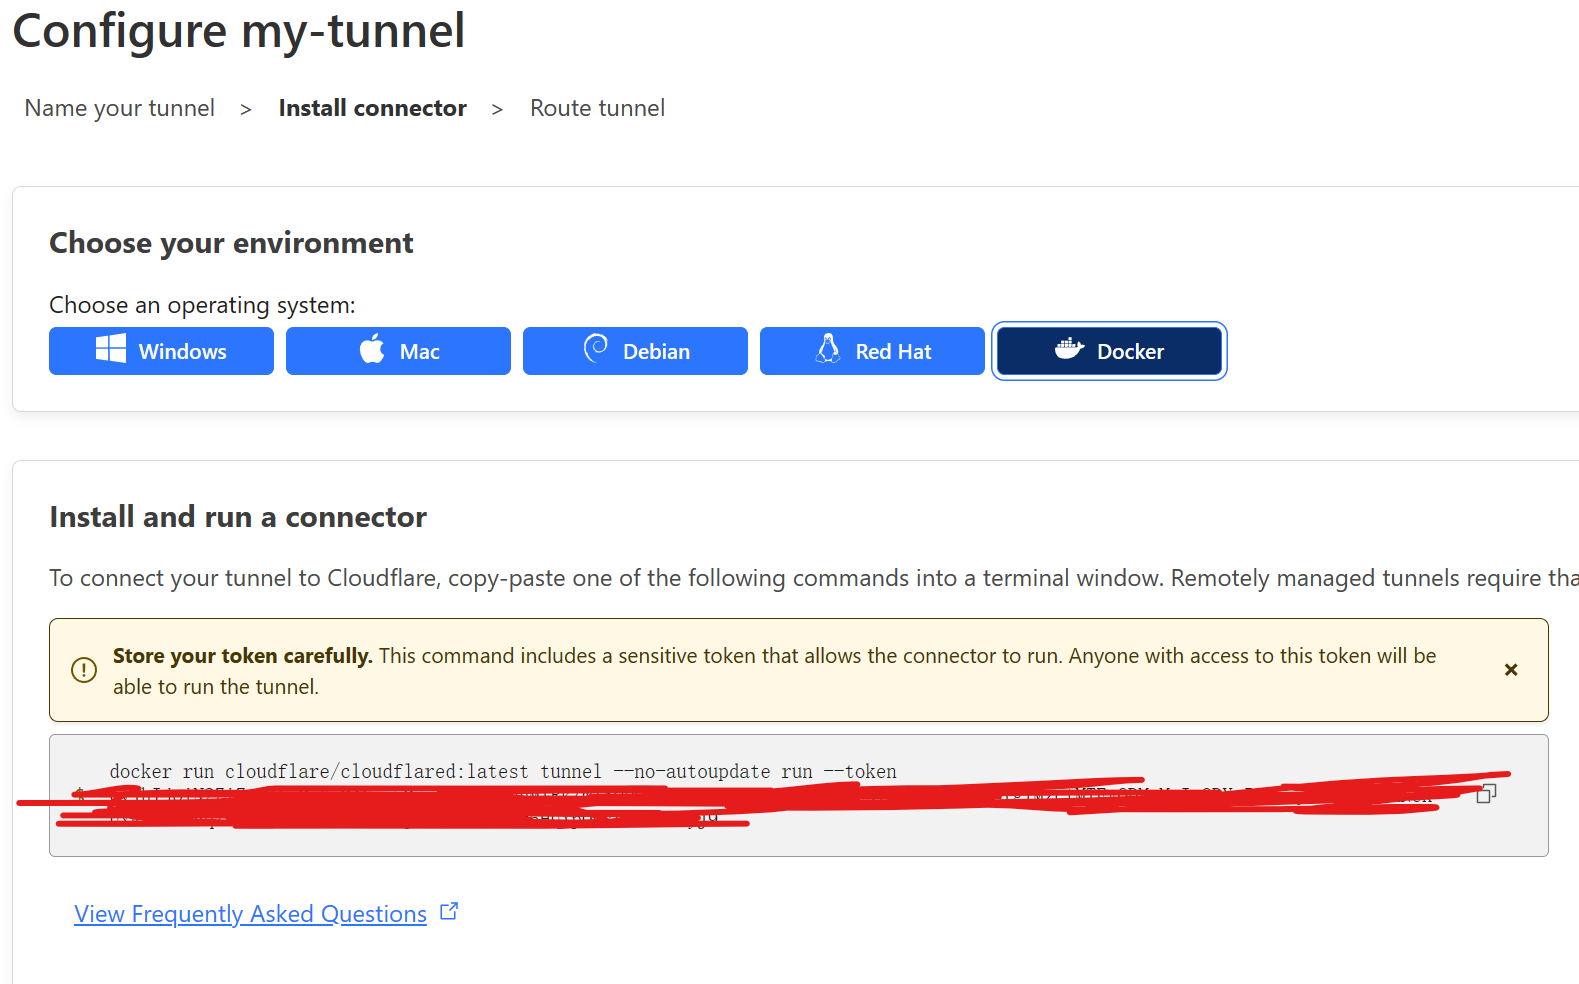 Configure my-tunnel
Name your tunnel > Install connector > Route tunnel
Choose your environment
Choose an operating system:
Windows Mac Debian Red Hat Docker
Install and run a connector
To connect your tunnel to Cloudflare, copy-paste one of the following commands into a terminal window. Remotely managed tunnels require tha
Store your token carefully. This command includes a sensitive token that allows the connector to run. Anyone with access to this token will be
able to run the tunnel.
docker run cloudflare/cloudflared:latest tunnel --no-autoupdate run --token
$
View Frequently Asked Questions